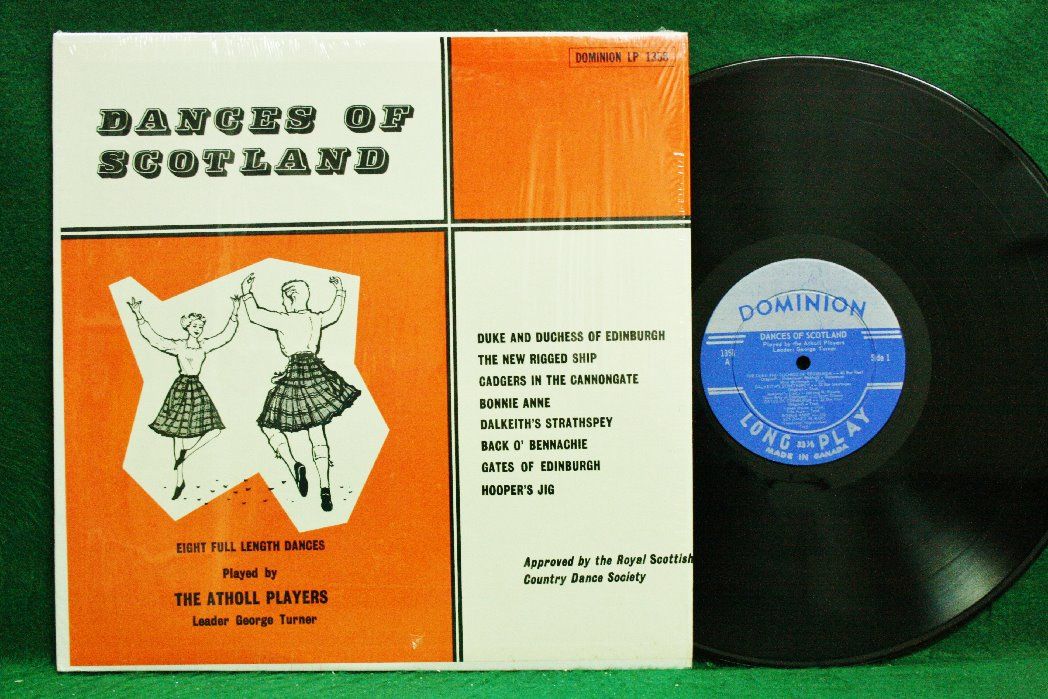 DOMINION LP 1358
DANCES OF
SCOTLAND
DUKE AND DUCHESS OF EDINBURGH
THE NEW RIGGED SHIP
CADGERS IN THE CANNONGATE
BONNIE ANNE
DALKEITH'S STRATHSPEY
BACK O' BENNACHIE
GATES OF EDINBURGH
HOOPER'S JIG
EIGHT FULL LENGTH DANCES
Played by
THE ATHOLL PLAYERS
Leader George Turner
Approved by the Royal Scottish
Country Dance Society
DOMINION
DANCES OF SCOTLAND
Played by the Atholl Players
Leader: George Turner
A
Side 1
LONG 33⅓ PLAY
MADE IN CANADA